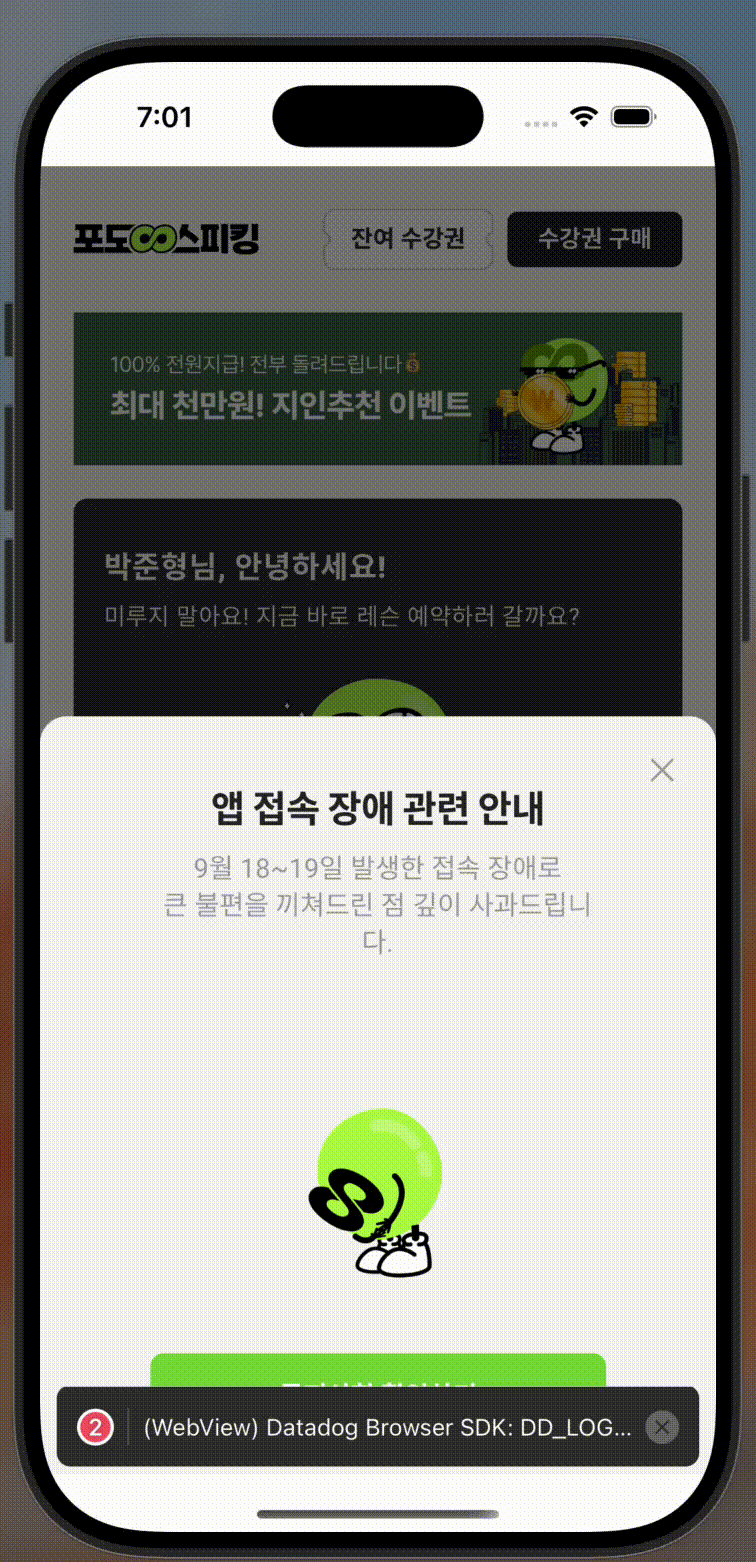 7:01
포도스피킹
잔여 수강권
수강권 구매
100% 전원지급! 전부 돌려드립니다
최대 천만원! 지인추천 이벤트
박준형님, 안녕하세요!
미루지 말아요! 지금 바로 레슨 예약하러 갈까요?
앱 접속 장애 관련 안내
9월 18~19일 발생한 접속 장애로
큰 불편을 끼쳐드린 점 깊이 사과드립니
다.
2
(WebView) Datadog Browser SDK: DD_LOG...